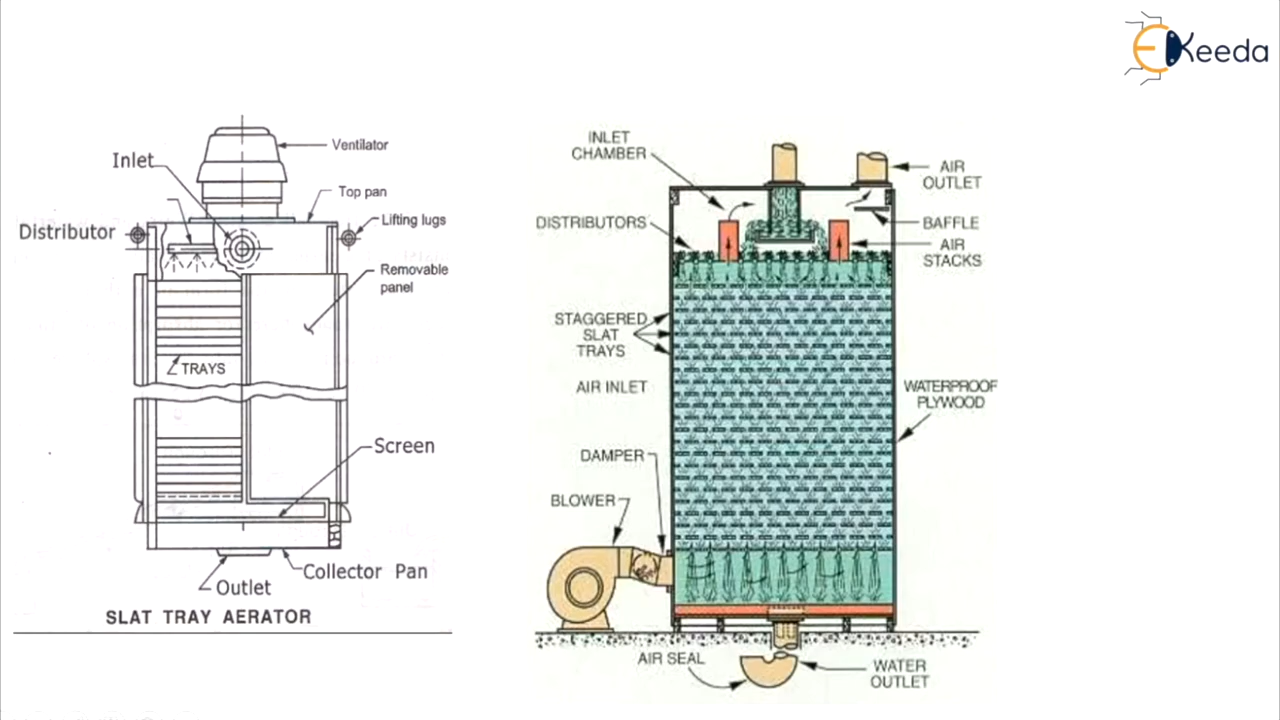 EKeeda
Ventilator
Inlet
Top pan
Distributor
Lifting lugs
Removable
panel
TRAYS
Screen
Collector Pan
Outlet
SLAT TRAY AERATOR
INLET
CHAMBER
AIR
OUTLET
DISTRIBUTORS
BAFFLE
AIR
STACKS
STAGGERED
SLAT
TRAYS
AIR INLET
WATERPROOF
PLYWOOD
DAMPER
BLOWER
AIR SEAL
WATER
OUTLET